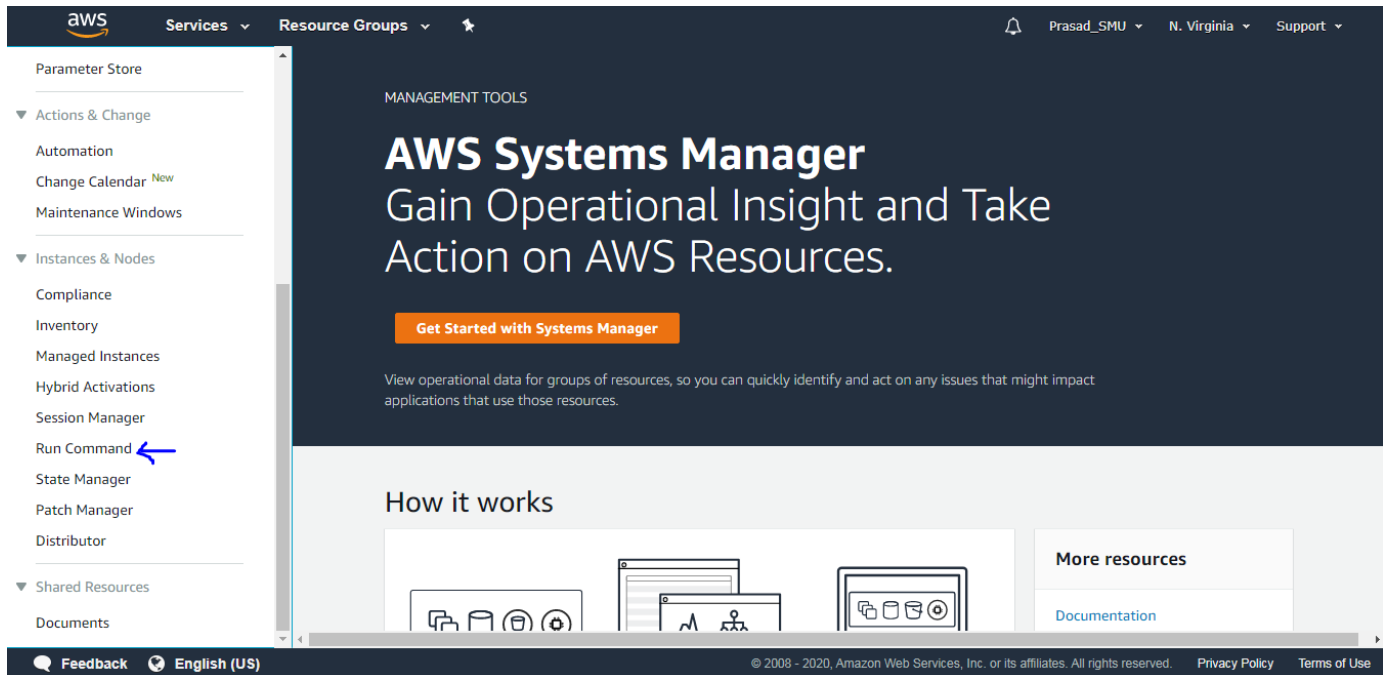 aws
Services
Resource Groups
Prasad_SMU
N. Virginia
Support
Parameter Store
Actions & Change
Automation
Change Calendar New
Maintenance Windows
Instances & Nodes
Compliance
Inventory
Managed Instances
Hybrid Activations
Session Manager
Run Command
State Manager
Patch Manager
Distributor
Shared Resources
Documents
MANAGEMENT TOOLS
AWS Systems Manager
Gain Operational Insight and Take
Action on AWS Resources.
Get Started with Systems Manager
View operational data for groups of resources, so you can quickly identify and act on any issues that might impact
applications that use those resources.
How it works
More resources
Documentation
Feedback
English (US)
© 2008 - 2020, Amazon Web Services, Inc. or its affiliates. All rights reserved.
Privacy Policy
Terms of Use